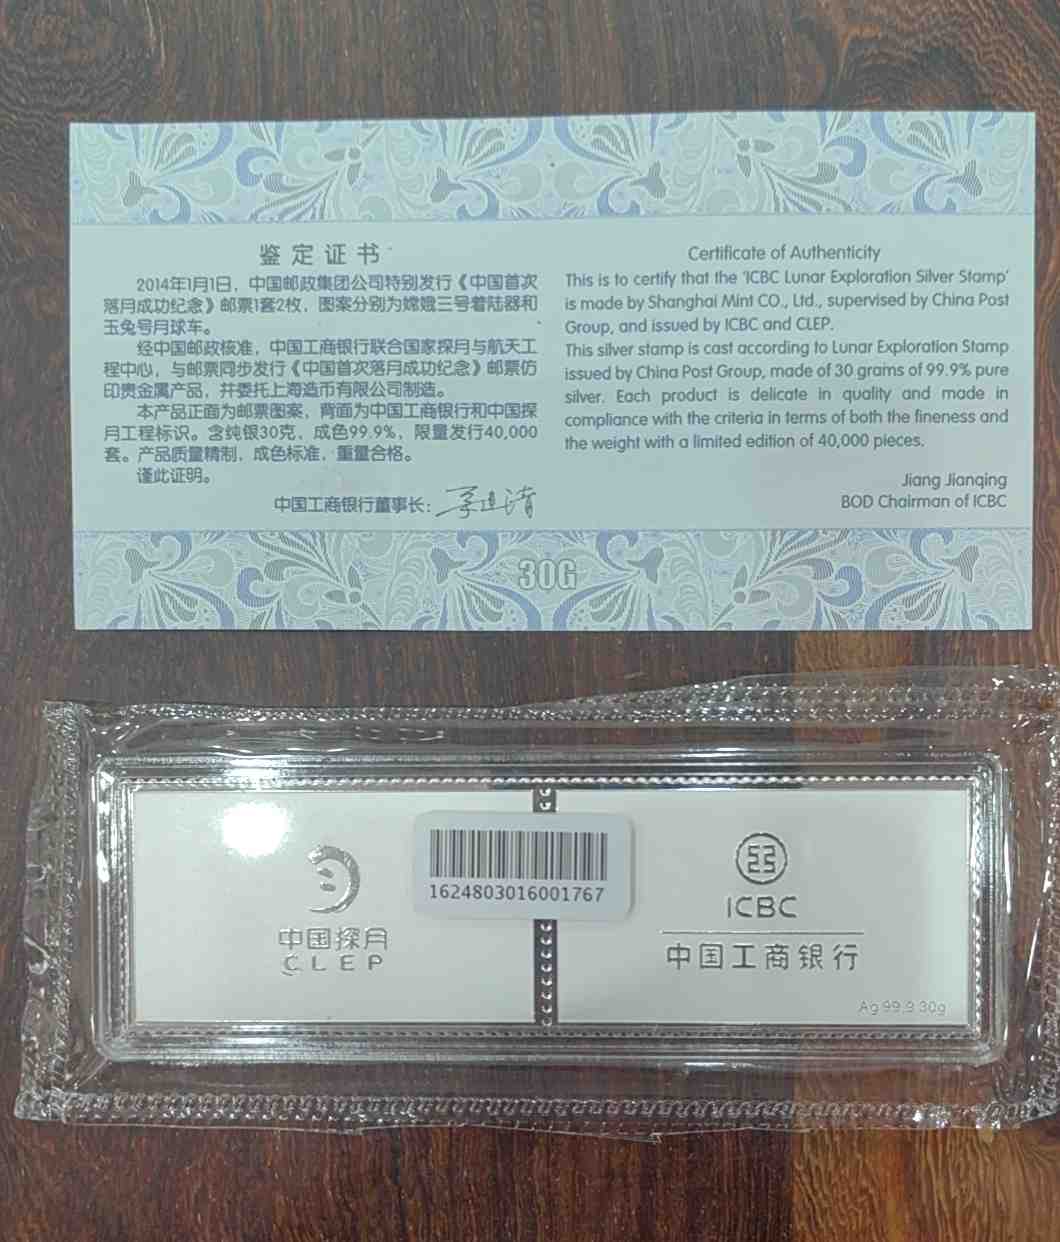 鉴定证书
2014年1月1日，中国邮政集团公司特别发行《中国首次
落月成功纪念》邮票1套2枚，图案分别为嫦娥三号着陆器和
玉兔号月球车。
经中国邮政核准，中国工商银行联合国家探月与航天工
程中心，与邮票同步发行《中国首次落月成功纪念》邮票仿
印贵金属产品，并委托上海造币有限公司制造。
本产品正面为邮票图案，背面为中国工商银行和中国探
月工程标识。含纯银30克，成色99.9%，限量发行40,000
套。产品质量精制，成色标准，重量合格。
谨此证明。
中国工商银行董事长：姜建清
Certificate of Authenticity
This is to certify that the 'ICBC Lunar Exploration Silver Stamp'
is made by Shanghai Mint CO., Ltd., supervised by China Post
Group, and issued by ICBC and CLEP.
This silver stamp is cast according to Lunar Exploration Stamp
issued by China Post Group, made of 30 grams of 99.9% pure
silver. Each product is delicate in quality and made in
compliance with the criteria in terms of both the fineness and
the weight with a limited edition of 40,000 pieces.
Jiang Jianqing
BOD Chairman of ICBC
30G
中国探月
CLEP
1624803016001767
ICBC
中国工商银行
Ag 99.9 30g